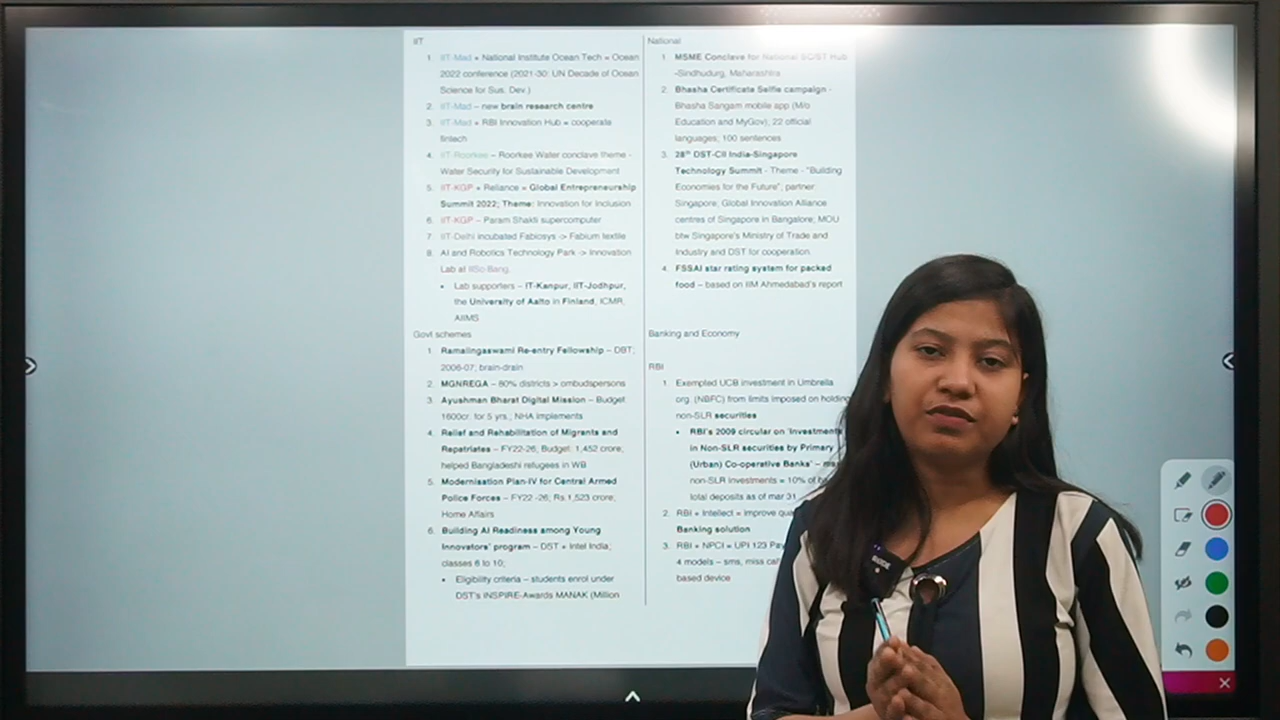 IIT
1. IIT-Mad + National Institute Ocean Tech = Ocean
2022 conference (2021-30: UN Decade of Ocean
Science for Sus. Dev.)
2. IIT-Mad – new brain research centre
3. IIT-Mad + RBI Innovation Hub = cooperate
fintech
4. IIT-Roorkee – Roorkee Water conclave theme -
Water Security for Sustainable Development
5. IIT-KGP + Reliance = Global Entrepreneurship
Summit 2022; Theme: Innovation for Inclusion
6. IIT-KGP – Param Shakti supercomputer
7. IIT-Delhi incubated Fabiosys -> Fabium textile
8. AI and Robotics Technology Park -> Innovation
Lab at IISc-Bang.
• Lab supporters – IT-Kanpur, IIT-Jodhpur,
the University of Aalto in Finland, ICMR,
AIIMS
Govt schemes
1. Ramalingaswami Re-entry Fellowship – DBT;
2006-07; brain-drain
2. MGNREGA – 80% districts > ombudspersons
3. Ayushman Bharat Digital Mission – Budget
1600cr. for 5 yrs.; NHA implements
4. Relief and Rehabilitation of Migrants and
Repatriates – FY22-26; Budget: 1,452 crore;
helped Bangladeshi refugees in WB
5. Modernisation Plan-IV for Central Armed
Police Forces – FY22 -26; Rs.1,523 crore;
Home Affairs
6. Building AI Readiness among Young
Innovators' program – DST + Intel India;
classes 6 to 10;
• Eligibility criteria – students enrol under
DST's INSPIRE-Awards MANAK (Million
National
1. MSME Conclave for National SC/ST Hub
-Sindhudurg, Maharashtra
2. Bhasha Certificate Selfie campaign -
Bhasha Sangam mobile app (M/o
Education and MyGov); 22 official
languages; 100 sentences
3. 28th DST-CII India-Singapore
Technology Summit - Theme - "Building
Economies for the Future"; partner:
Singapore; Global Innovation Alliance
centres of Singapore in Bangalore; MOU
btw Singapore's Ministry of Trade and
Industry and DST for cooperation.
4. FSSAI star rating system for packed
food – based on IIM Ahmedabad's report
Banking and Economy
RBI
1. Exempted UCB investment in Umbrella
org. (NBFC) from limits imposed on holding
non-SLR securities
• RBI's 2009 circular on 'Investments
in Non-SLR securities by Primary
(Urban) Co-operative Banks' –
non-SLR investments = 10% of
total deposits as of mar 31
2. RBI + Intellect = improve
Banking solution
3. RBI + NPCI = UPI 123 Pay
4 models – sms, miss
based device